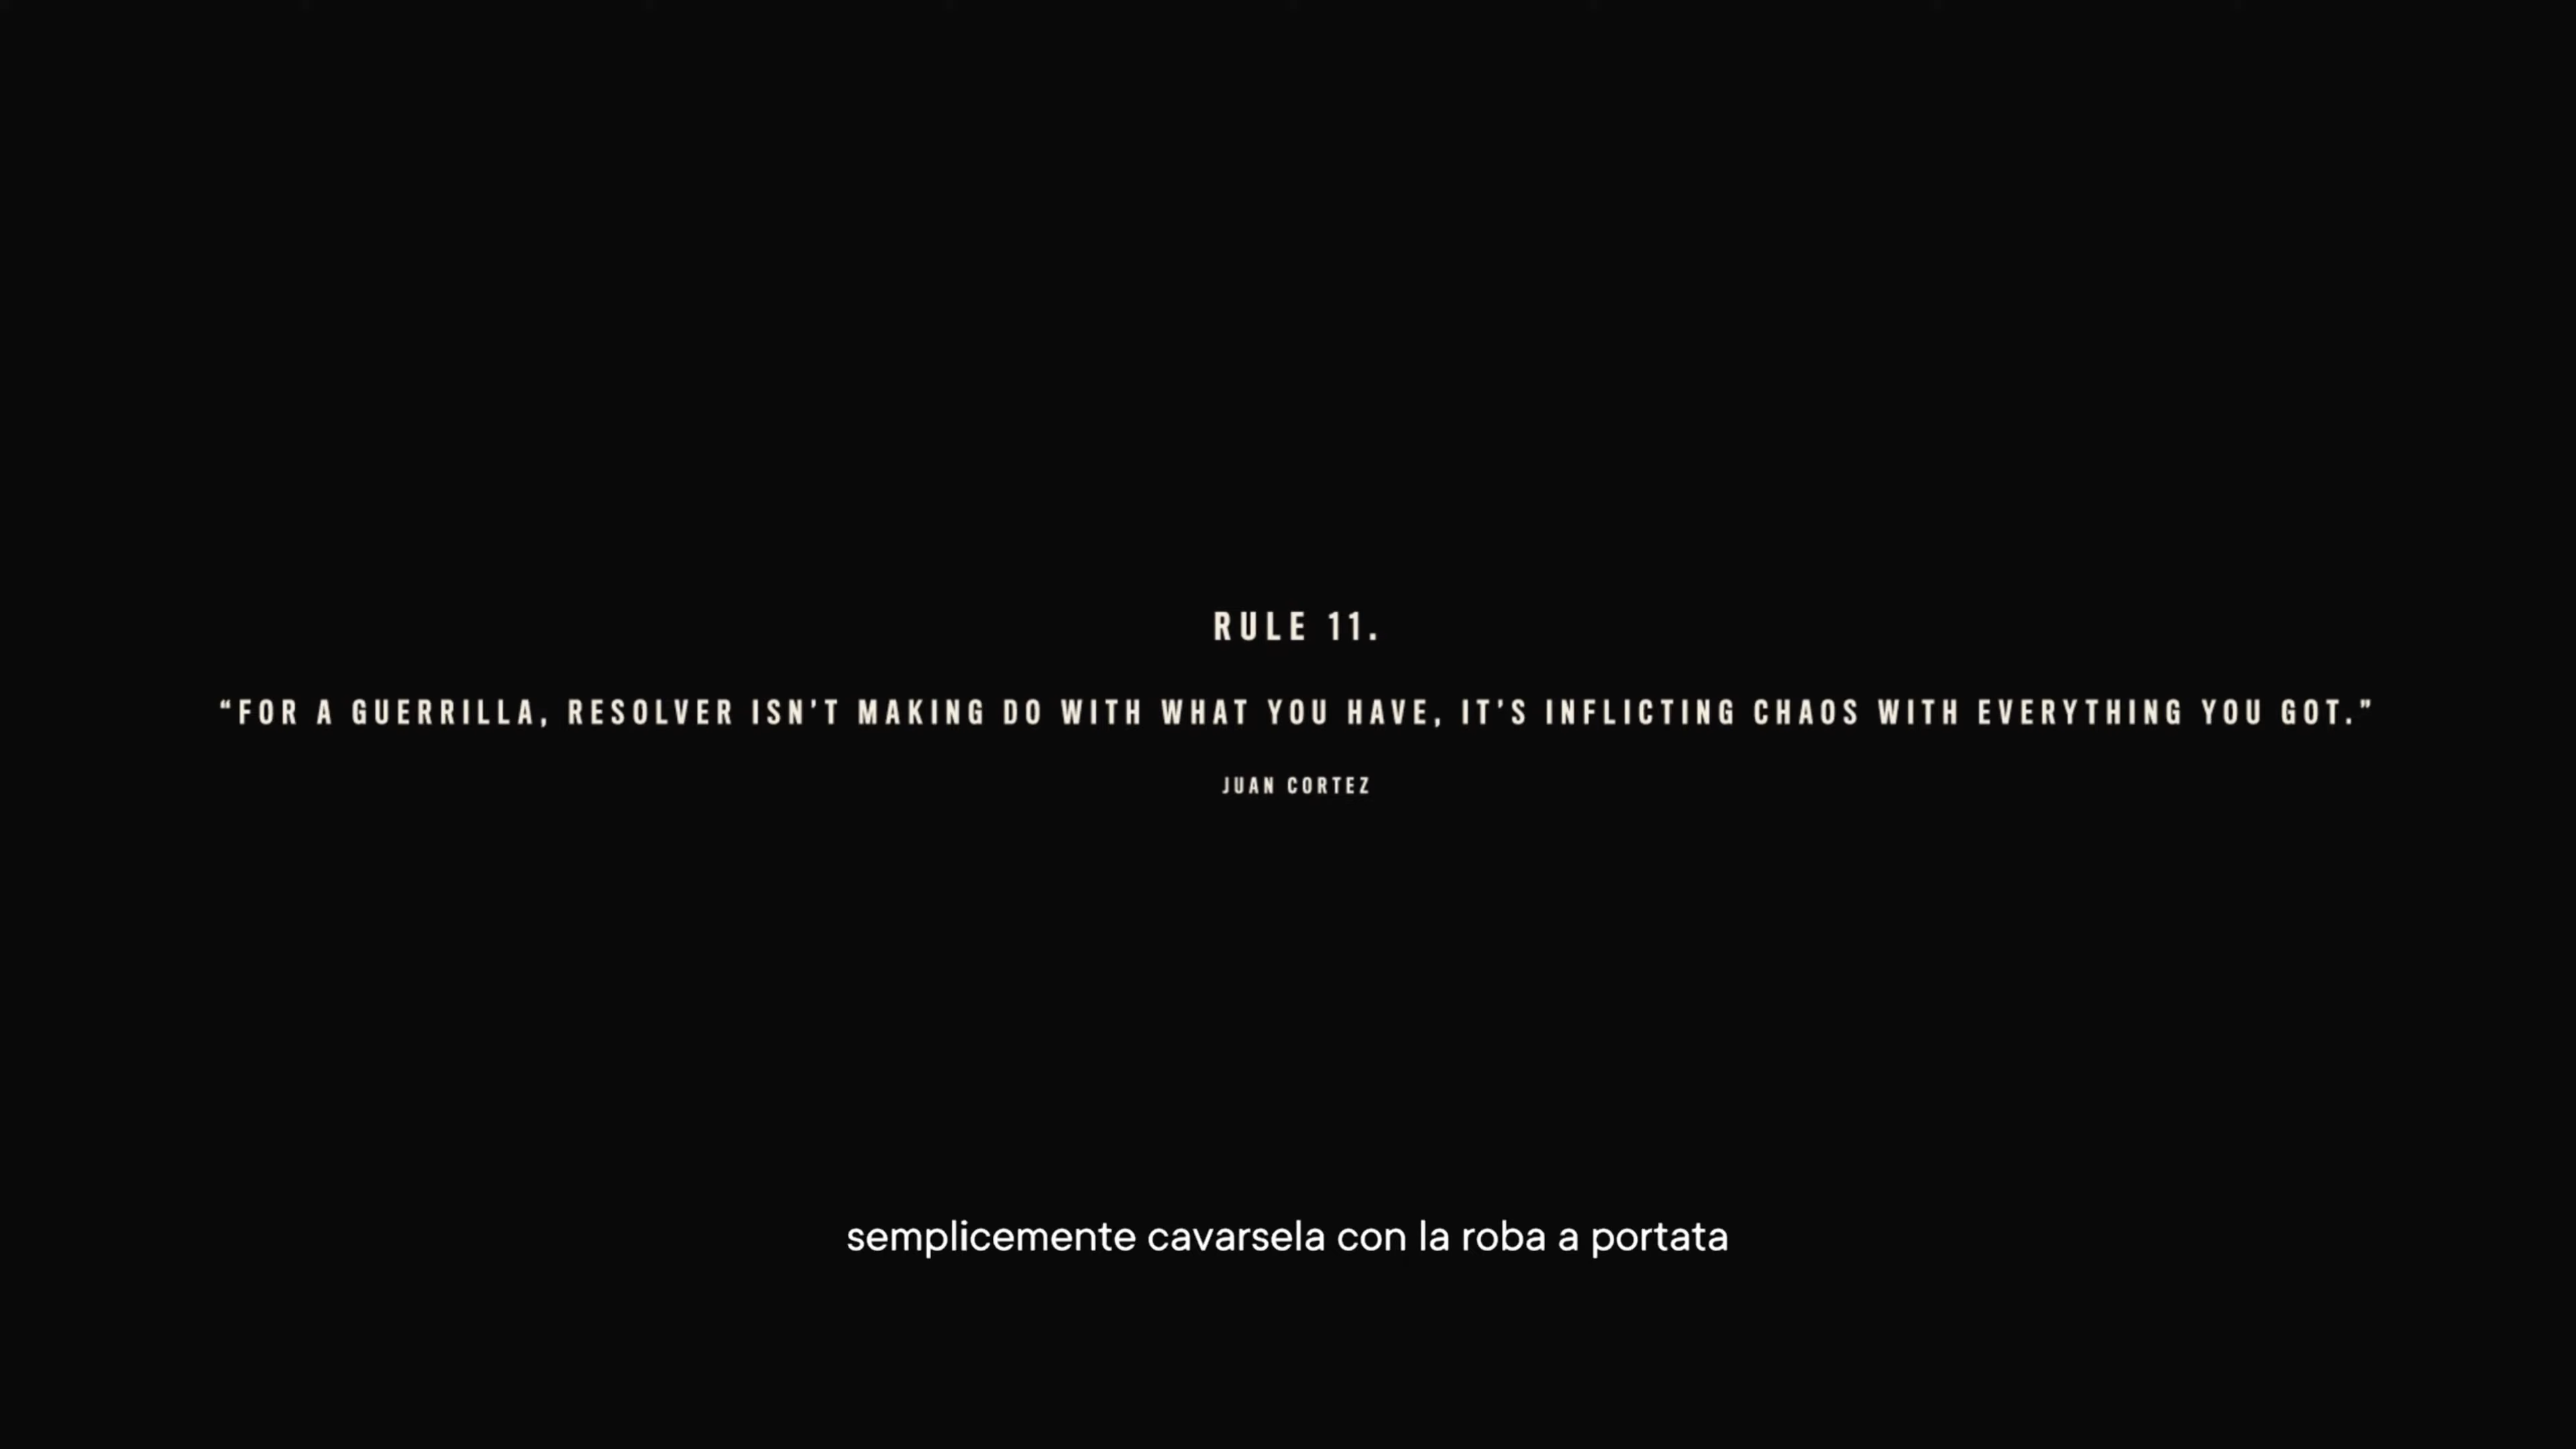 RULE 11.
“FOR A GUERRILLA, RESOLVER ISN’T MAKING DO WITH WHAT YOU HAVE, IT’S INFLICTING CHAOS WITH EVERYTHING YOU GOT.”
JUAN CORTEZ
semplicemente cavarsela con la roba a portata